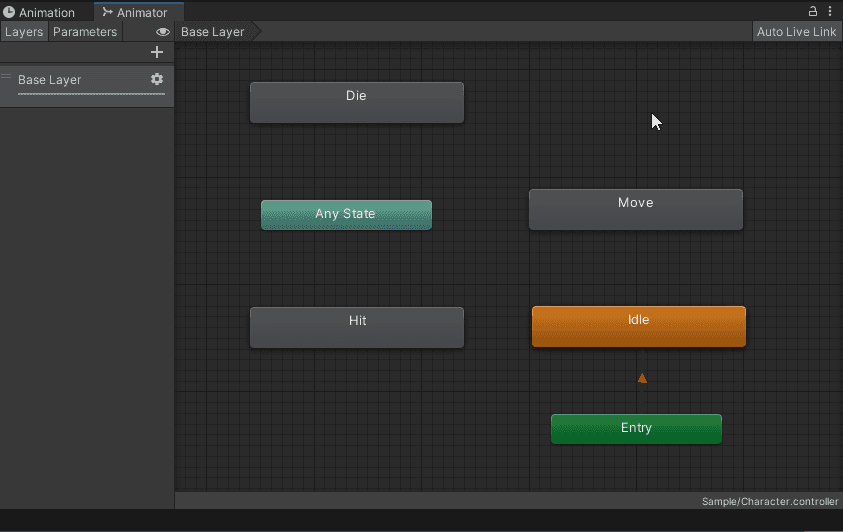 Animation
Animator
Layers
Parameters
Base Layer
Auto Live Link
Base Layer
Die
Any State
Move
Hit
Idle
Entry
Sample/Character.controller